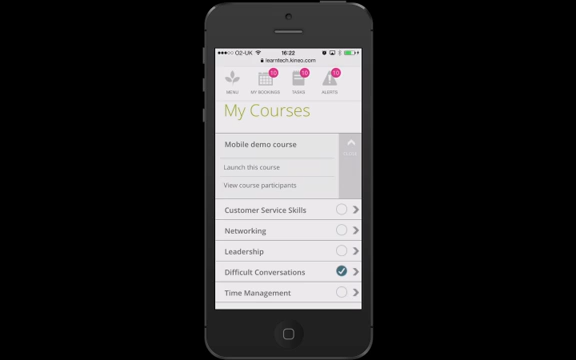 O2-UK
16:22
learntech.kineo.com
10
10
10
MENU
MY BOOKINGS
TASKS
ALERTS
My Courses
Mobile demo course
Launch this course
View course participants
Customer Service Skills
Networking
Leadership
Difficult Conversations
Time Management